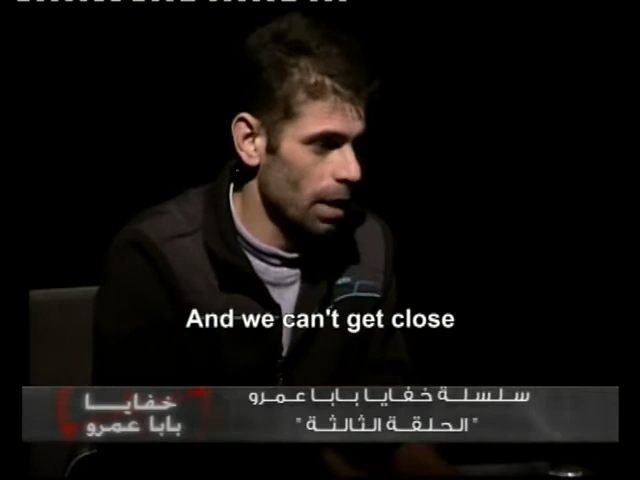 And we can't get close
سلسلة خفايا بابا عمرو
"الحلقة الثالثة"
خفايا
بابا عمرو